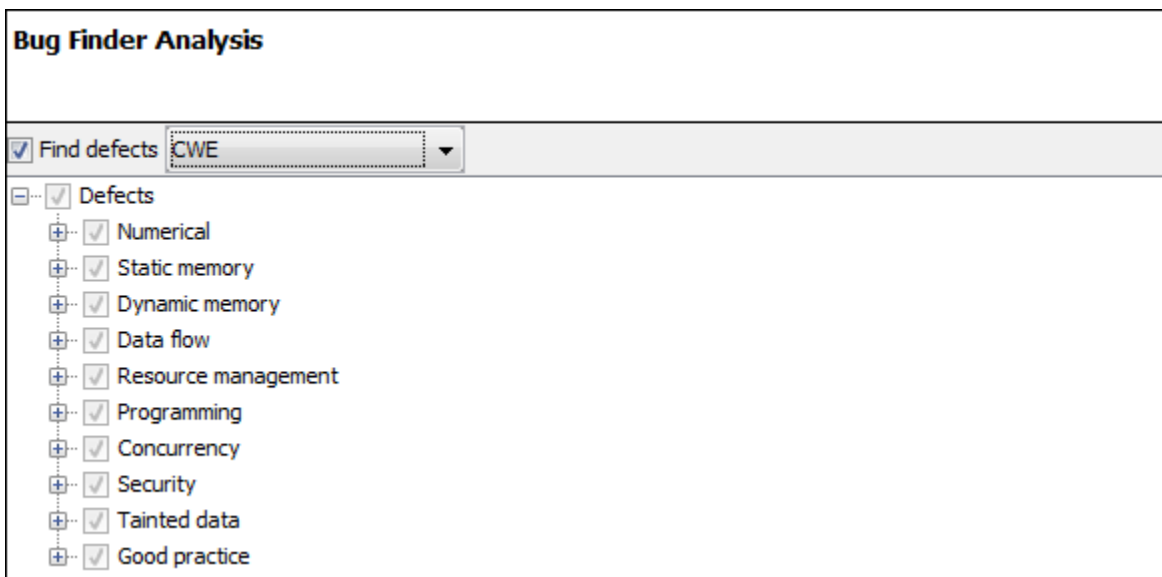 Bug Finder Analysis
Find defects CWE
Defects
Numerical
Static memory
Dynamic memory
Data flow
Resource management
Programming
Concurrency
Security
Tainted data
Good practice